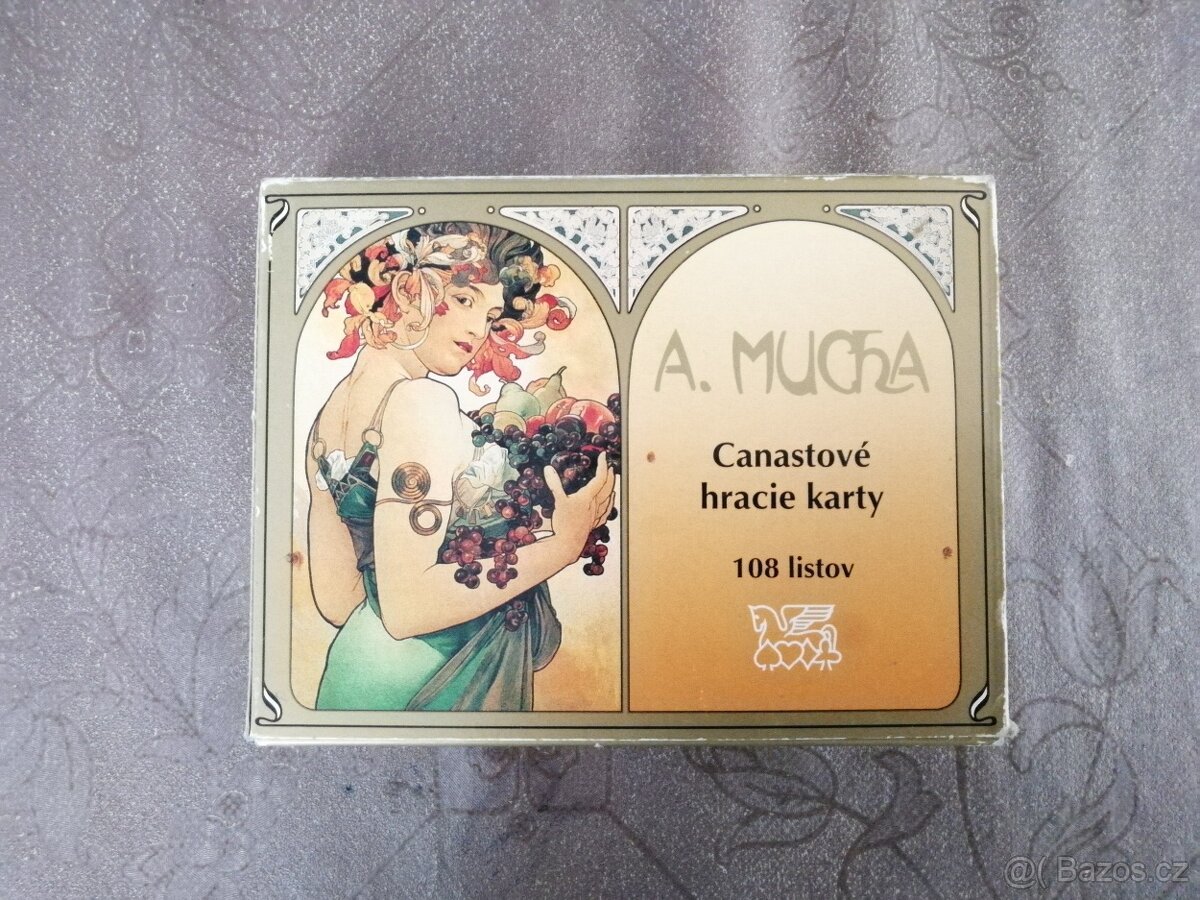 A. MUCHA
Canastové
hracie karty
108 listov
@( Bazos.cz